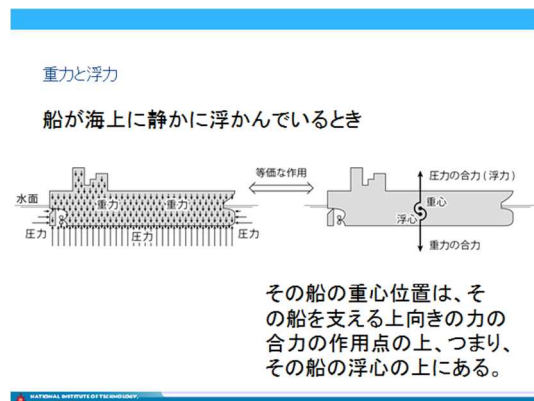 重力と浮力
船が海上に静かに浮かんでいるとき
等価な作用
圧力の合力(浮力)
水面
重力
重力
重心
浮心
圧力
圧力
圧力
重力の合力
その船の重心位置は、そ
の船を支える上向きの力の
合力の作用点の上、つまり、
その船の浮心の上にある。
NATIONAL INSTITUTE OF TECHNOLOGY.